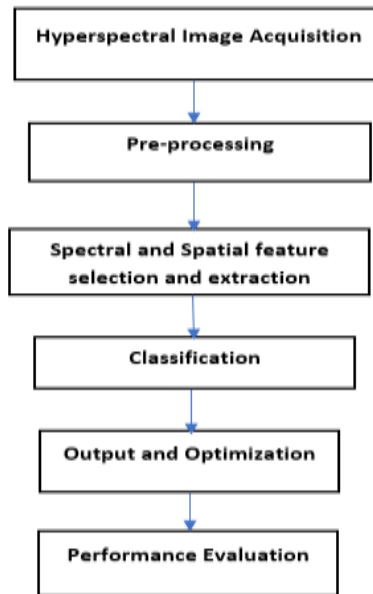 Hyperspectral Image Acquisition
Pre-processing
Spectral and Spatial feature
selection and extraction
Classification
Output and Optimization
Performance Evaluation